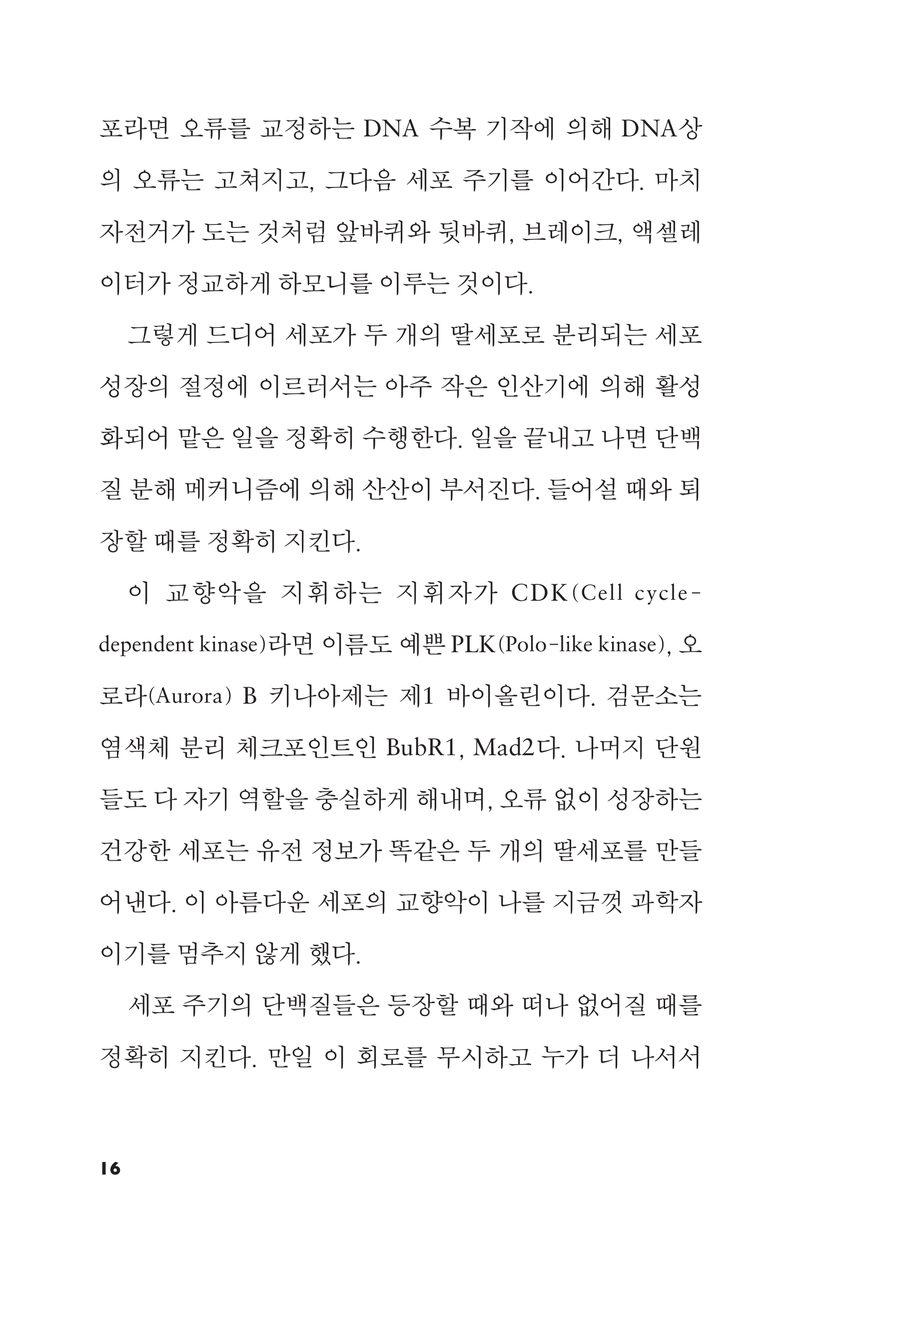 포라면 오류를 교정하는 DNA 수복 기작에 의해 DNA상
의 오류는 고쳐지고, 그다음 세포 주기를 이어간다. 마치
자전거가 도는 것처럼 앞바퀴와 뒷바퀴, 브레이크, 액셀레
이터가 정교하게 하모니를 이루는 것이다.
그렇게 드디어 세포가 두 개의 딸세포로 분리되는 세포
성장의 절정에 이르러서는 아주 작은 인산기에 의해 활성
화되어 맡은 일을 정확히 수행한다. 일을 끝내고 나면 단백
질 분해 메커니즘에 의해 산산이 부서진다. 들어설 때와 퇴
장할 때를 정확히 지킨다.
이 교향악을 지휘하는 지휘자가 CDK(Cell cycle-
dependent kinase)라면 이름도 예쁜 PLK(Polo-like kinase), 오
로라(Aurora) B 키나아제는 제1 바이올린이다. 검문소는
염색체 분리 체크포인트인 BubR1, Mad2다. 나머지 단원
들도 다 자기 역할을 충실하게 해내며, 오류 없이 성장하는
건강한 세포는 유전 정보가 똑같은 두 개의 딸세포를 만들
어낸다. 이 아름다운 세포의 교향악이 나를 지금껏 과학자
이기를 멈추지 않게 했다.
세포 주기의 단백질들은 등장할 때와 떠나 없어질 때를
정확히 지킨다. 만일 이 회로를 무시하고 누가 더 나서서
16